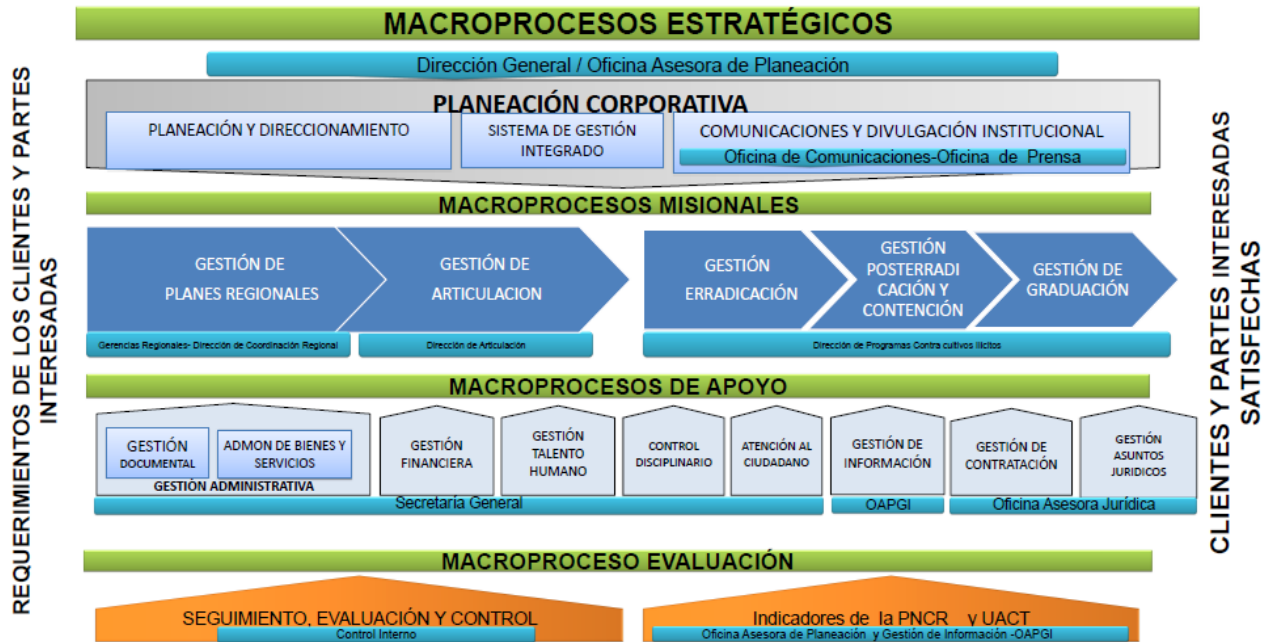 MACROPROCESOS ESTRATÉGICOS
Dirección General / Oficina Asesora de Planeación
PLANEACIÓN CORPORATIVA
PLANEACIÓN Y DIRECCIONAMIENTO
SISTEMA DE GESTIÓN
INTEGRADO
COMUNICACIONES Y DIVULGACIÓN INSTITUCIONAL
Oficina de Comunicaciones-Oficina de Prensa
REQUERIMIENTOS DE LOS CLIENTES Y PARTES
INTERESADAS
MACROPROCESOS MISIONALES
GESTIÓN DE
PLANES REGIONALES
GESTIÓN DE
ARTICULACION
GESTIÓN
ERRADICACIÓN
GESTIÓN
POSTERRADI
CACIÓN Y
CONTENCIÓN
GESTIÓN DE
GRADUACIÓN
Gerencias Regionales- Dirección de Coordinación Regional
Dirección de Articulación
Dirección de Programas Contra cultivos Ilícitos
CLIENTES Y PARTES INTERESADAS
SATISFECHAS
MACROPROCESOS DE APOYO
GESTIÓN
DOCUMENTAL
ADMON DE BIENES Y
SERVICIOS
GESTIÓN ADMINISTRATIVA
GESTIÓN
FINANCIERA
GESTIÓN
TALENTO
HUMANO
CONTROL
DISCIPLINARIO
ATENCIÓN AL
CIUDADANO
GESTIÓN DE
INFORMACIÓN
GESTIÓN DE
CONTRATACIÓN
GESTIÓN
ASUNTOS
JURIDICOS
Secretaría General
OAPGI
Oficina Asesora Jurídica
MACROPROCESO EVALUACIÓN
SEGUIMIENTO, EVALUACIÓN Y CONTROL
Control Interno
Indicadores de la PNCR y UACT
Oficina Asesora de Planeación y Gestión de Información -OAPGI